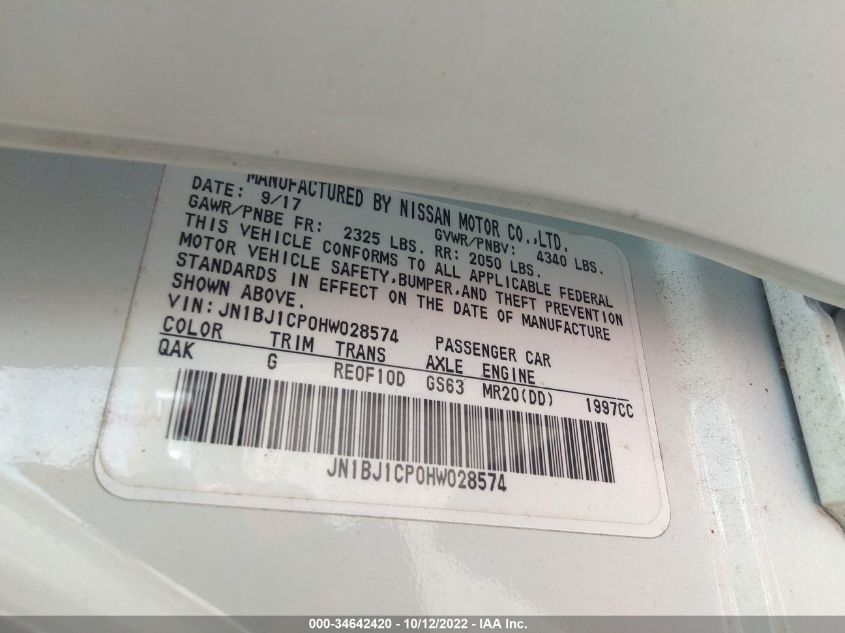 MANUFACTURED BY NISSAN MOTOR CO.,LTD.
DATE: 9/17 GVWR/PNBV: 4340 LBS.
GAWR/PNBE FR: 2325 LBS. RR: 2050 LBS.
THIS VEHICLE CONFORMS TO ALL APPLICABLE FEDERAL
MOTOR VEHICLE SAFETY,BUMPER,AND THEFT PREVENTION
STANDARDS IN EFFECT ON THE DATE OF MANUFACTURE
SHOWN ABOVE.
VIN:JN1BJ1CP0HW028574 PASSENGER CAR
COLOR TRIM TRANS AXLE ENGINE
QAK G RE0F10D GS63 MR20(DD) 1997CC
JN1BJ1CP0HW028574
000-34642420 - 10/12/2022 - IAA Inc.